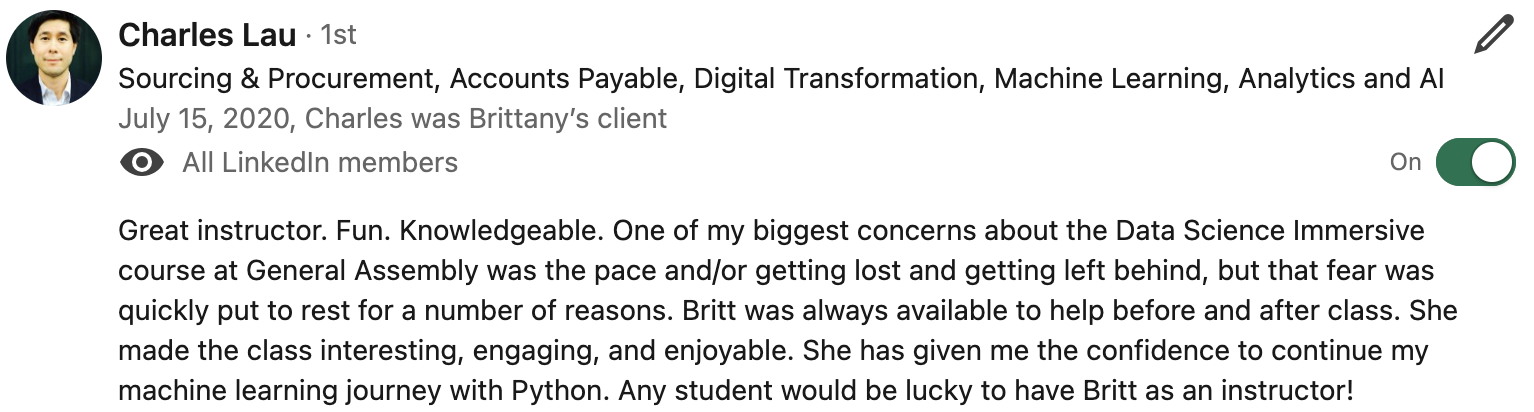 Charles Lau · 1st
Sourcing & Procurement, Accounts Payable, Digital Transformation, Machine Learning, Analytics and AI
July 15, 2020, Charles was Brittany’s client
All LinkedIn members
On
Great instructor. Fun. Knowledgeable. One of my biggest concerns about the Data Science Immersive
course at General Assembly was the pace and/or getting lost and getting left behind, but that fear was
quickly put to rest for a number of reasons. Britt was always available to help before and after class. She
made the class interesting, engaging, and enjoyable. She has given me the confidence to continue my
machine learning journey with Python. Any student would be lucky to have Britt as an instructor!